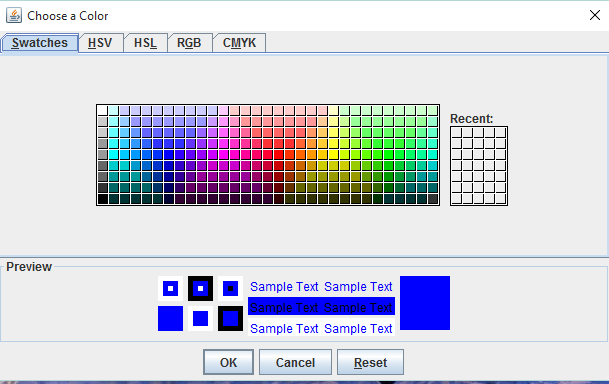 Choose a Color
Swatches HSV HSL RGB CMYK
Recent:
Preview
Sample Text Sample Text
Sample Text Sample Text
Sample Text Sample Text
OK Cancel Reset